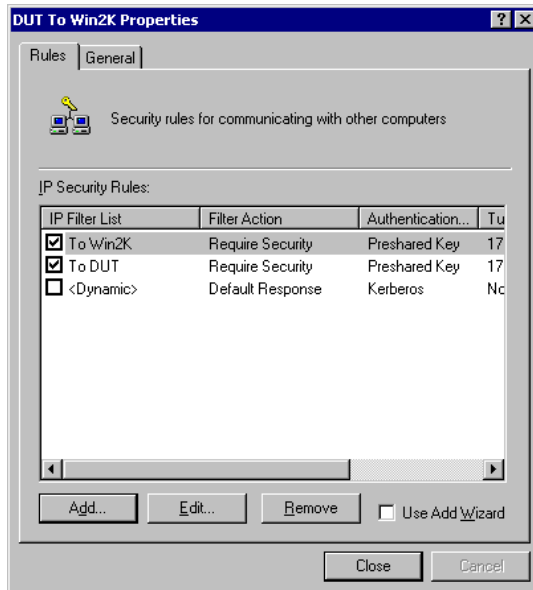 DUT To Win2K Properties
Rules General
Security rules for communicating with other computers
IP Security Rules:
IP Filter List Filter Action Authentication... Tu
To Win2K Require Security Preshared Key 17
To DUT Require Security Preshared Key 17
<Dynamic> Default Response Kerberos No
Add... Edit... Remove Use Add Wizard
Close Cancel